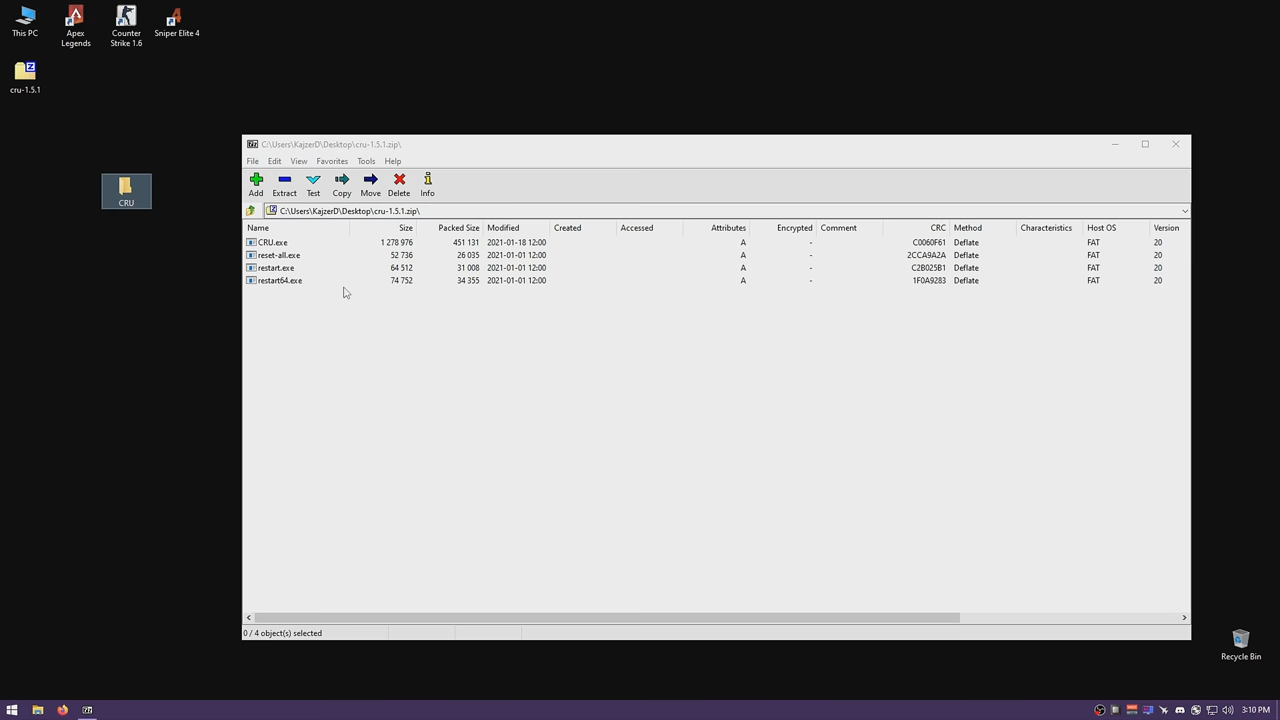 This PC
Apex Legends
Counter Strike 1.6
Sniper Elite 4
cru-1.5.1
CRU
C:\Users\KajzerD\Desktop\cru-1.5.1.zip\
File Edit View Favorites Tools Help
Add Extract Test Copy Move Delete Info
C:\Users\KajzerD\Desktop\cru-1.5.1.zip\
Name Size Packed Size Modified Created Accessed Attributes Encrypted Comment CRC Method Characteristics Host OS Version
CRU.exe 1 278 976 451 131 2021-01-18 12:00 A - C0060F61 Deflate FAT 20
reset-all.exe 52 736 26 035 2021-01-01 12:00 A - 2CCA9A2A Deflate FAT 20
restart.exe 64 512 31 008 2021-01-01 12:00 A - C2B025B1 Deflate FAT 20
restart64.exe 74 752 34 355 2021-01-01 12:00 A - 1F0A9283 Deflate FAT 20
0 / 4 object(s) selected
Recycle Bin
3:10 PM